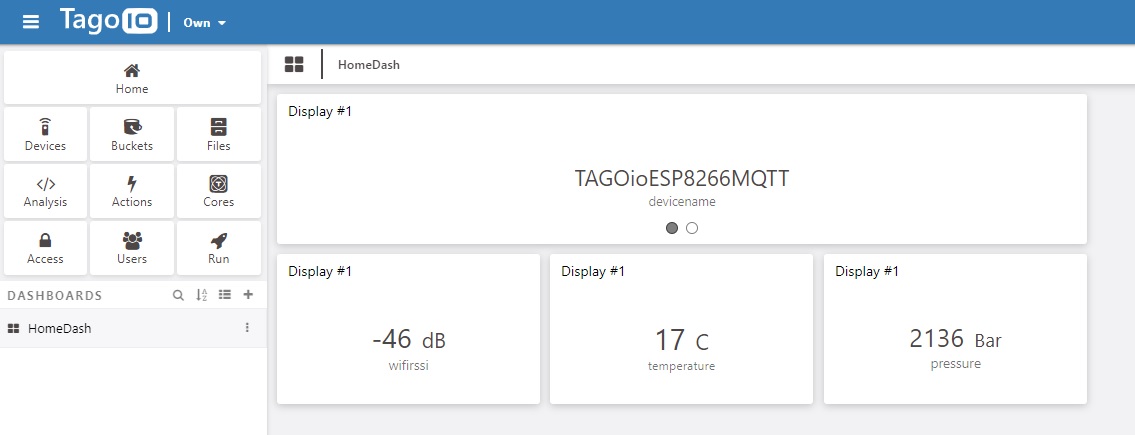 TagoIO Own
Home
Devices Buckets Files
Analysis Actions Cores
Access Users Run
DASHBOARDS
HomeDash
HomeDash
Display #1
TAGOioESP8266MQTT
devicename
Display #1
-46 dB
wifirssi
Display #1
17 C
temperature
Display #1
2136 Bar
pressure